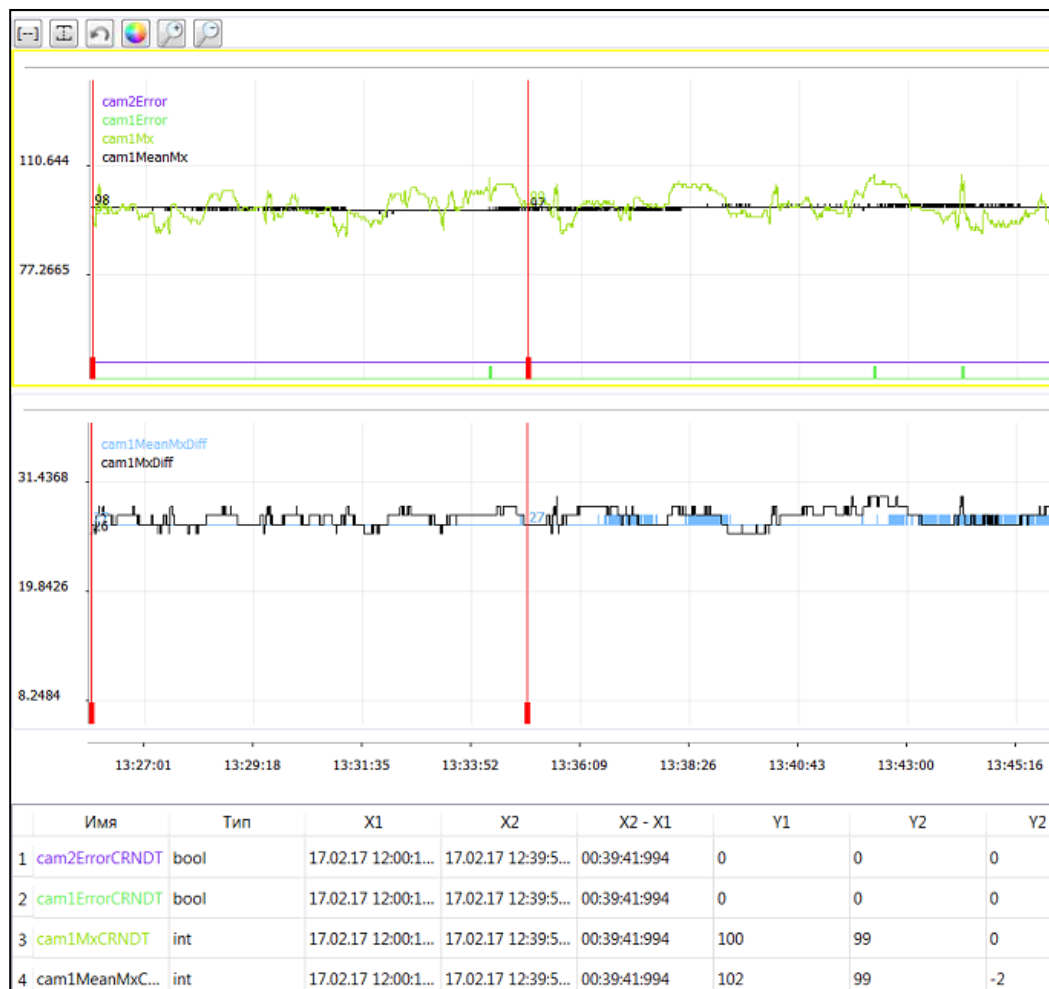 cam2Error
cam1Error
cam1Mx
cam1MeanMx
110.644
98
99
97
77.2665
cam1MeanMxDiff
cam1MxDiff
31.4368
26
27
19.8426
8.2484
13:27:01 13:29:18 13:31:35 13:33:52 13:36:09 13:38:26 13:40:43 13:43:00 13:45:16
Имя Тип X1 X2 X2 - X1 Y1 Y2 Y2
1 cam2ErrorCRNDT bool 17.02.17 12:00:1... 17.02.17 12:39:5... 00:39:41:994 0 0 0
2 cam1ErrorCRNDT bool 17.02.17 12:00:1... 17.02.17 12:39:5... 00:39:41:994 0 0 0
3 cam1MxCRNDT int 17.02.17 12:00:1... 17.02.17 12:39:5... 00:39:41:994 100 99 0
4 cam1MeanMxC... int 17.02.17 12:00:1... 17.02.17 12:39:5... 00:39:41:994 102 99 -2